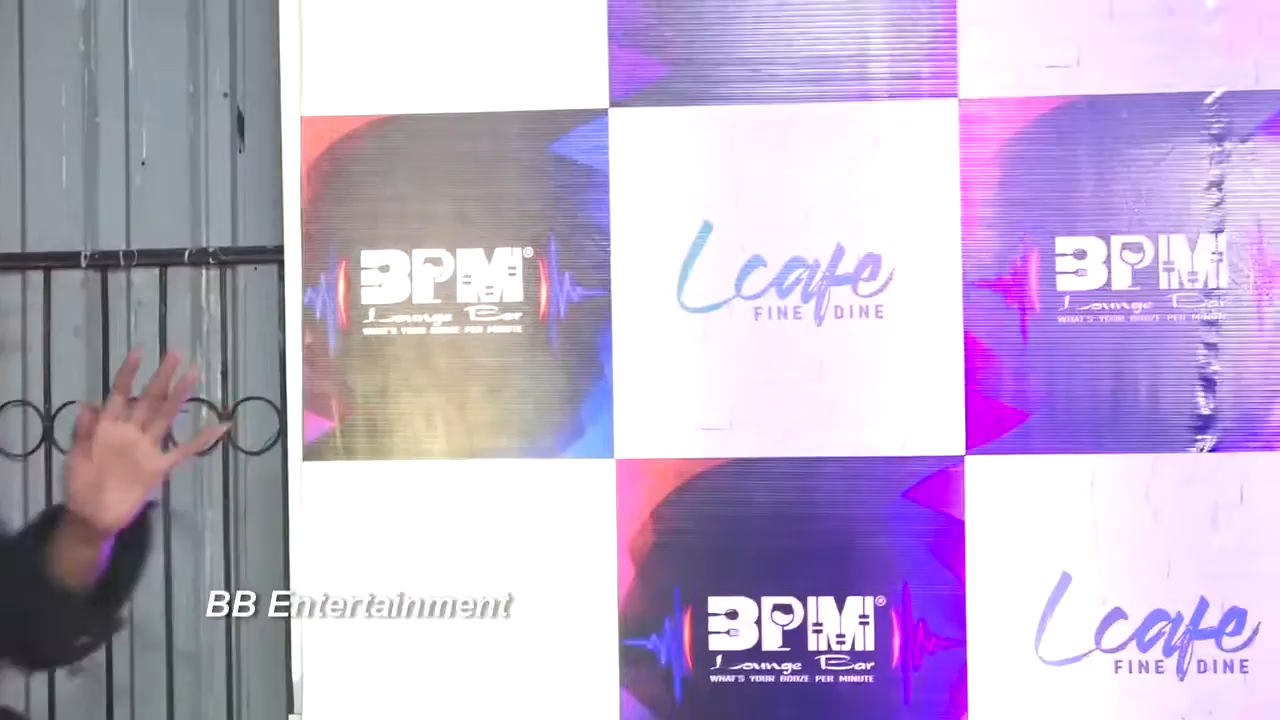 BPM®
Lounge Bar
WHAT'S YOUR BOOZE PER MINUTE
Lcafe
FINE DINE
BPM
Lounge Bar
WHAT'S YOUR BOOZE PER MINUTE
BB Entertainment
BPM®
Lounge Bar
WHAT'S YOUR BOOZE PER MINUTE
Lcafe
FINE DINE